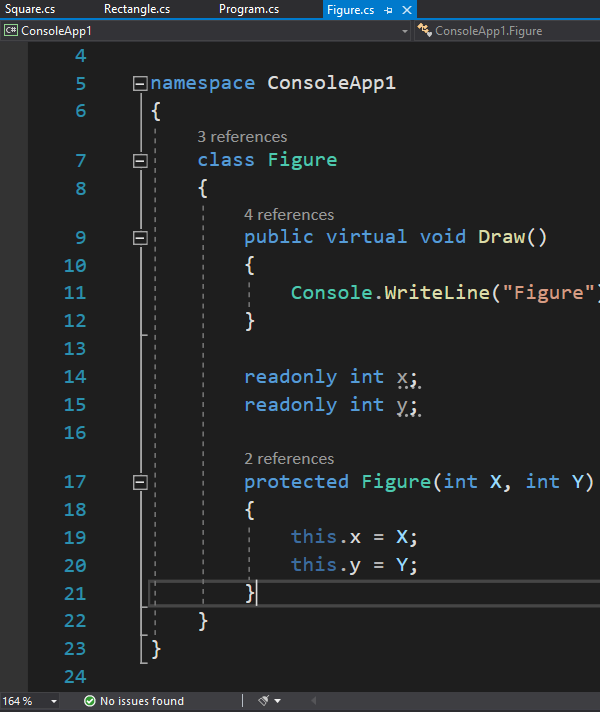 Square.cs Rectangle.cs Program.cs Figure.cs
C# ConsoleApp1 ConsoleApp1.Figure
4
5 namespace ConsoleApp1
6 {
3 references
7 class Figure
8 {
4 references
9 public virtual void Draw()
10 {
11 Console.WriteLine("Figure")
12 }
13
14 readonly int x;
15 readonly int y;
16
2 references
17 protected Figure(int X, int Y)
18 {
19 this.x = X;
20 this.y = Y;
21 }
22 }
23 }
24
164 % No issues found